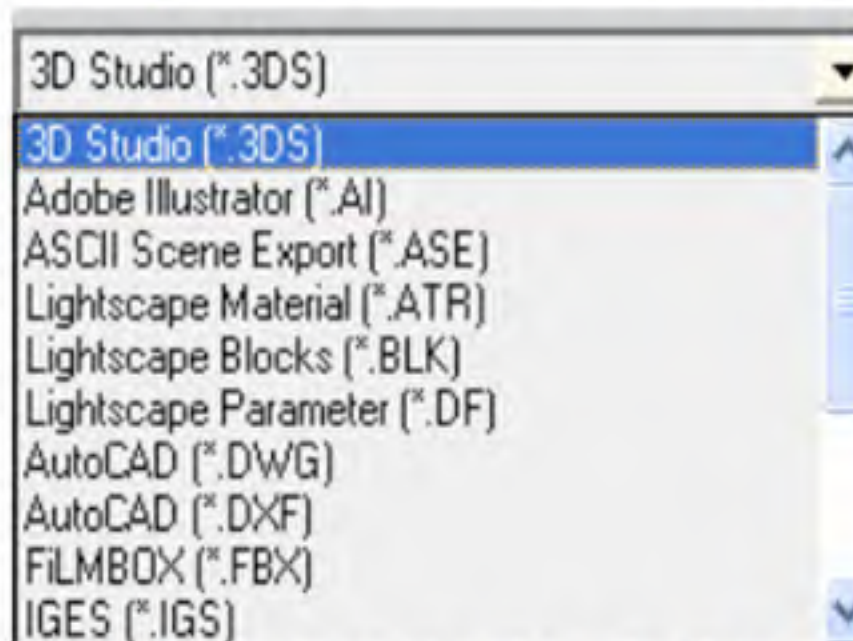 3D Studio (*.3DS)
3D Studio (*.3DS)
Adobe Illustrator (*.AI)
ASCII Scene Export (*.ASE)
Lightscape Material (*.ATR)
Lightscape Blocks (*.BLK)
Lightscape Parameter (*.DF)
AutoCAD (*.DWG)
AutoCAD (*.DXF)
FiLMBOX (*.FBX)
IGES (*.IGS)